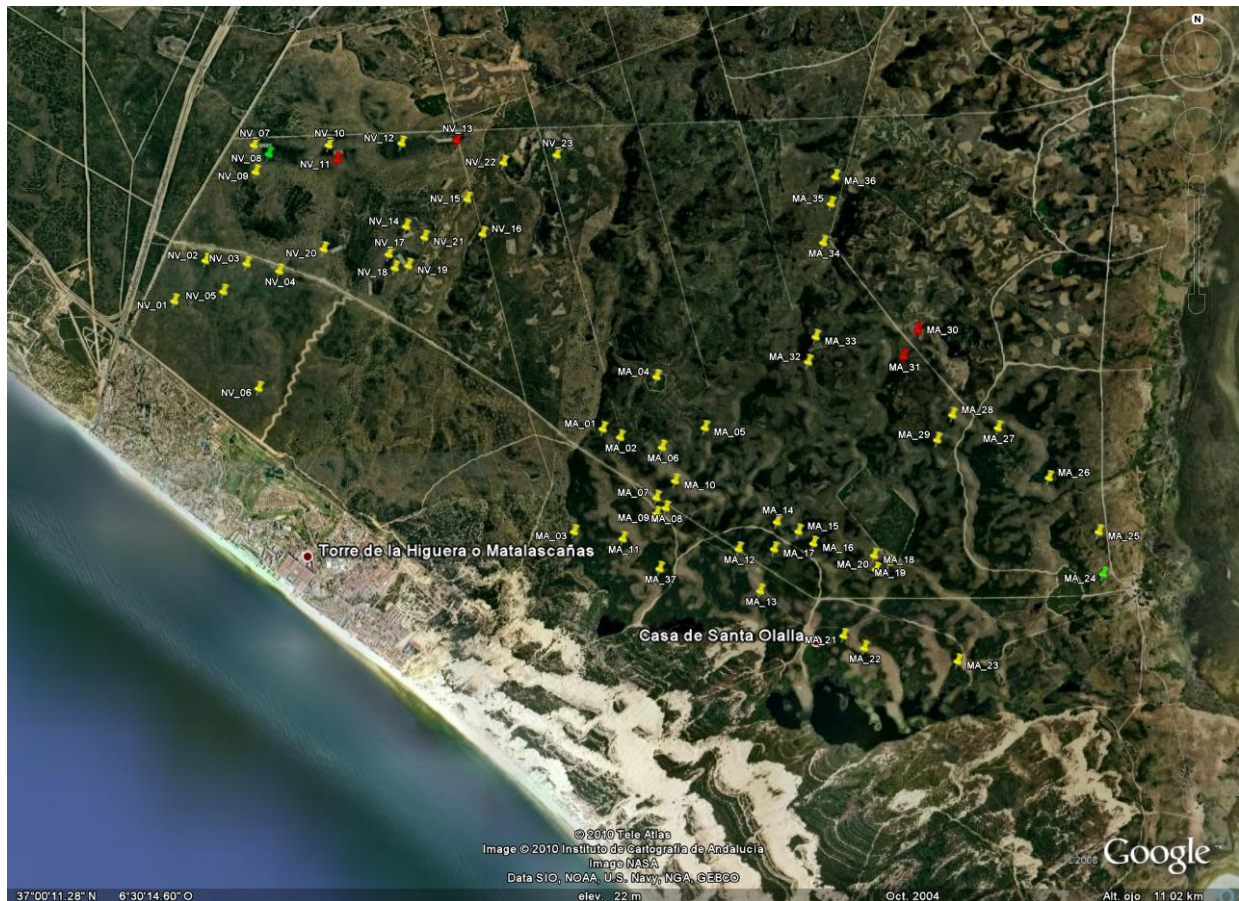 N
NV_07
NV_10
NV_12
NV_13
NV_08
NV_11
NV_22
NV_23
NV_09
MA_36
NV_15
MA_35
NV_14
NV_16
NV_21
NV_17
NV_20
MA_34
NV_02
NV_03
NV_18
NV_19
NV_04
NV_01
NV_05
MA_30
MA_33
MA_31
MA_32
MA_04
NV_06
MA_28
MA_01
MA_05
MA_27
MA_02
MA_29
MA_06
MA_26
MA_10
MA_07
MA_14
MA_09
MA_08
MA_03
MA_15
MA_25
MA_11
MA_16
MA_12
MA_17
Torre de la Higuera o Matalascañas
MA_18
MA_20
MA_19
MA_24
MA_37
MA_13
Casa de Santa Olalla
MA_21
MA_22
MA_23
© 2010 Tele Atlas
Image © 2010 Instituto de Cartografía de Andalucia
Image NASA
Data SIO, NOAA, U.S. Navy, NGA, GEBCO
©2008 Google™
37°00'11.28" N 6°30'14.60" O elev. 22 m Oct. 2004 Alt. ojo 11.02 km